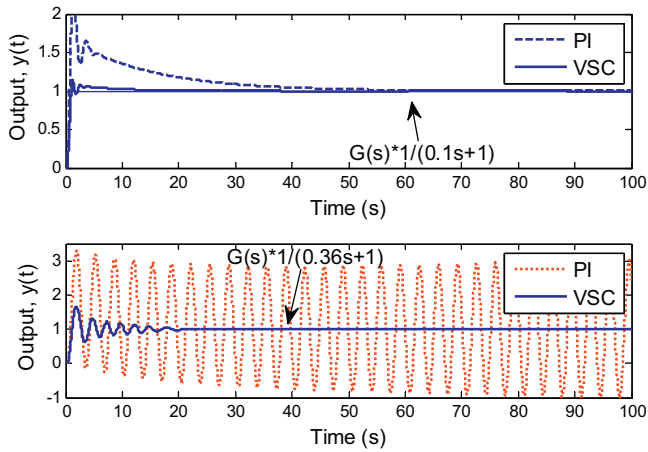 2
1.5
1
0.5
0
Output, y(t)
PI
VSC
G(s)*1/(0.1s+1)
0 10 20 30 40 50 60 70 80 90 100
Time (s)
3
2
1
0
-1
Output, y(t)
G(s)*1/(0.36s+1)
PI
VSC
0 10 20 30 40 50 60 70 80 90 100
Time (s)